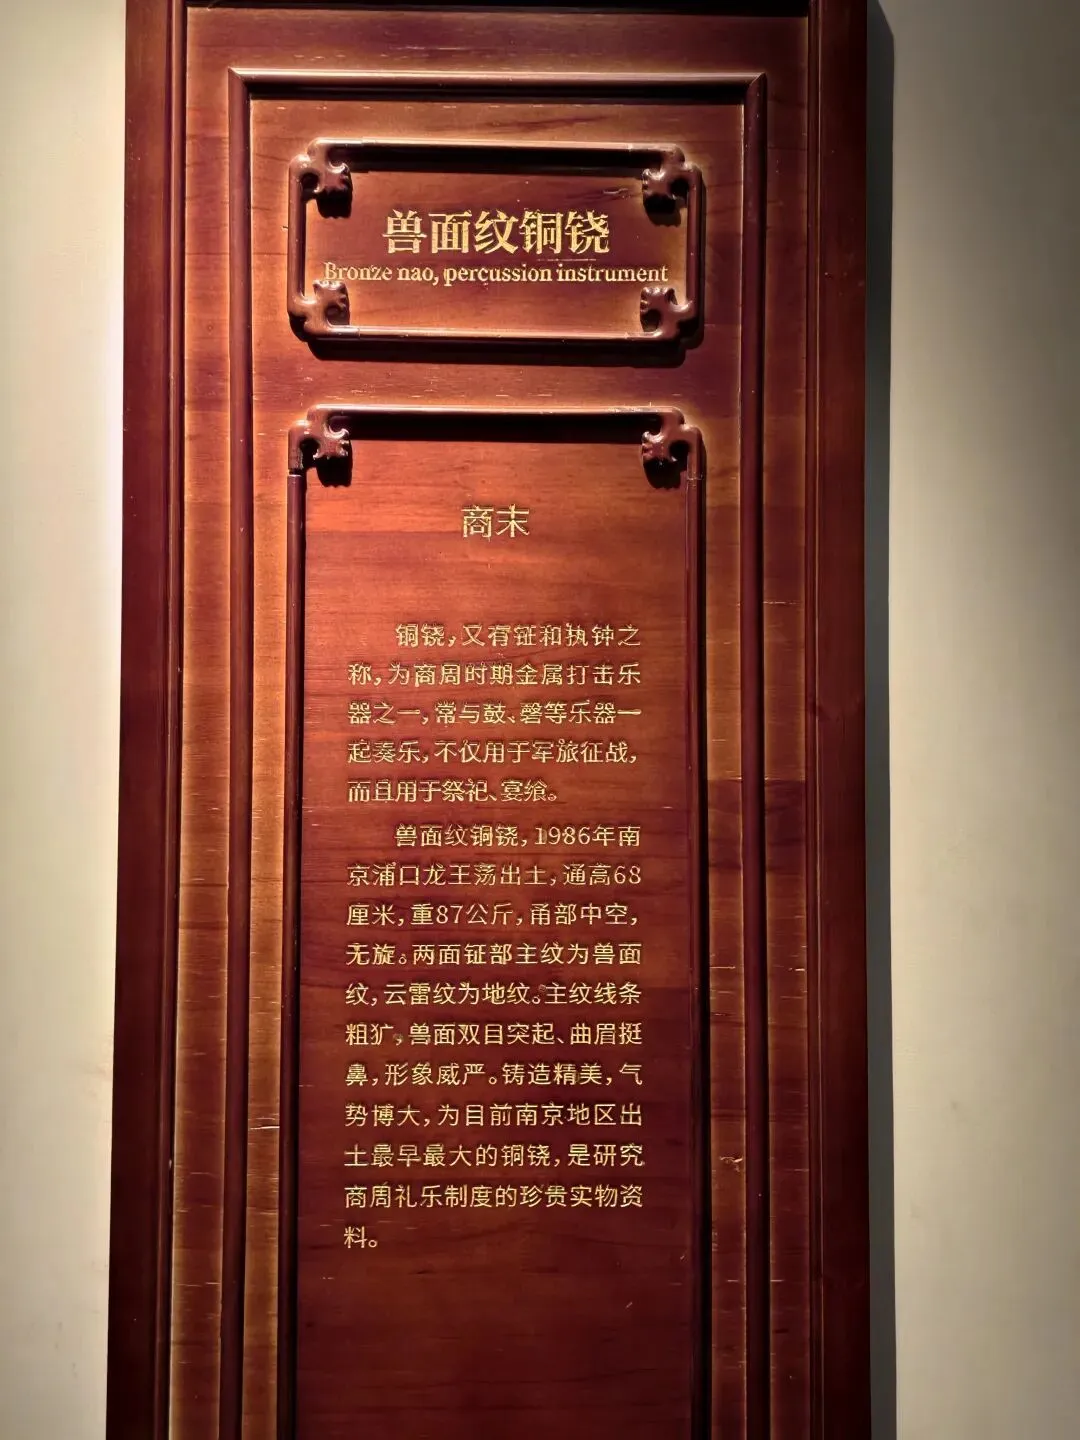 兽面纹铜铙
Bronze nao, percussion instrument
商末
铜铙，又有钲和执钟之
称，为商周时期金属打击乐
器之一，常与鼓、磬等乐器一
起奏乐，不仅用于军旅征战，
而且用于祭祀、宴飨。
兽面纹铜铙，1986年南
京浦口龙王荡出土，通高68
厘米，重87公斤，甬部中空，
无旋。两面钲部主纹为兽面
纹，云雷纹为地纹。主纹线条
粗犷，兽面双目突起、曲眉挺
鼻，形象威严。铸造精美，气
势博大，为目前南京地区出
土最早最大的铜铙，是研究
商周礼乐制度的珍贵实物资
料。